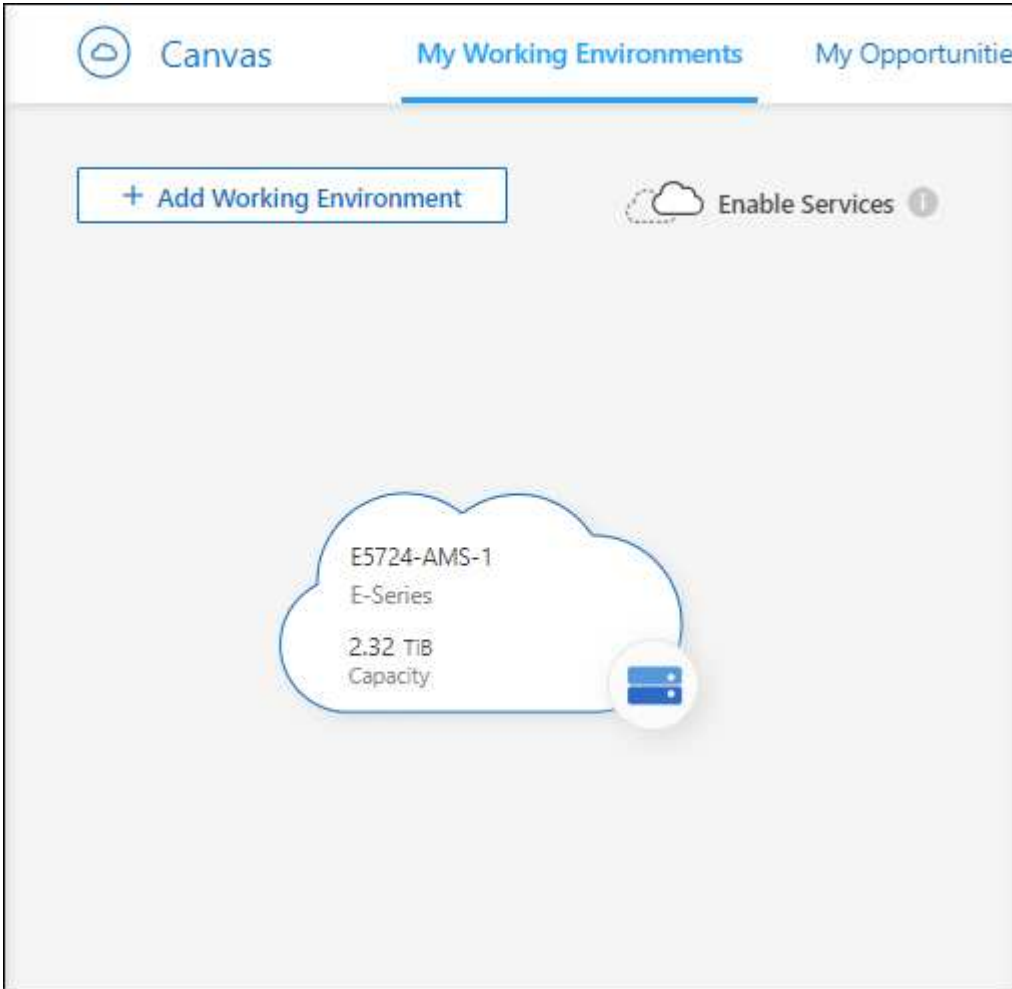 Canvas
My Working Environments
My Opportunitie
+ Add Working Environment
Enable Services
E5724-AMS-1
E-Series
2.32 TiB
Capacity